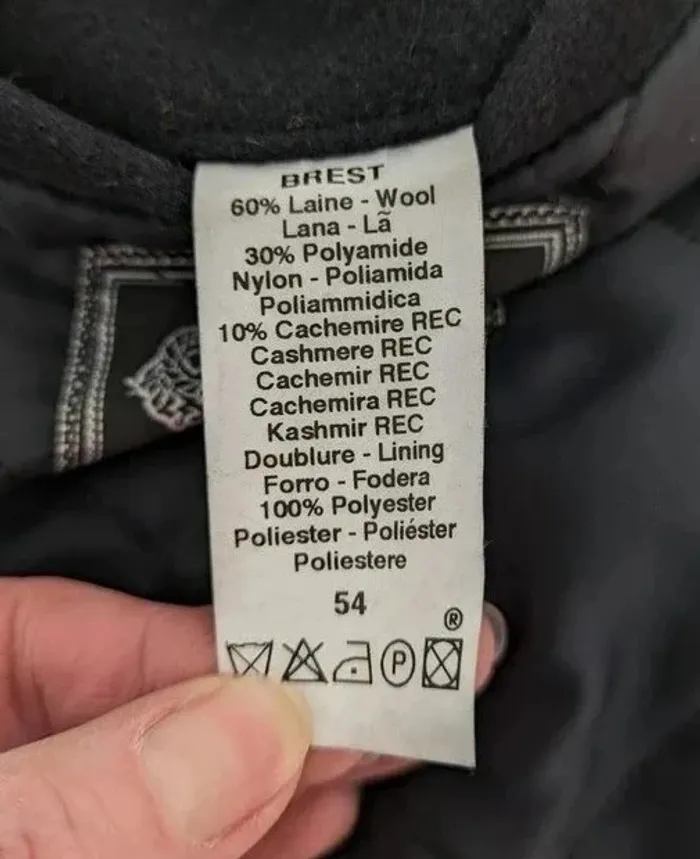 BREST
60% Laine - Wool
Lana - Lã
30% Polyamide
Nylon - Poliamida
Poliammidica
10% Cachemire REC
Cashmere REC
Cachemir REC
Cachemira REC
Kashmir REC
Doublure - Lining
Forro - Fodera
100% Polyester
Poliester - Poliéster
Poliestere
54
®
P